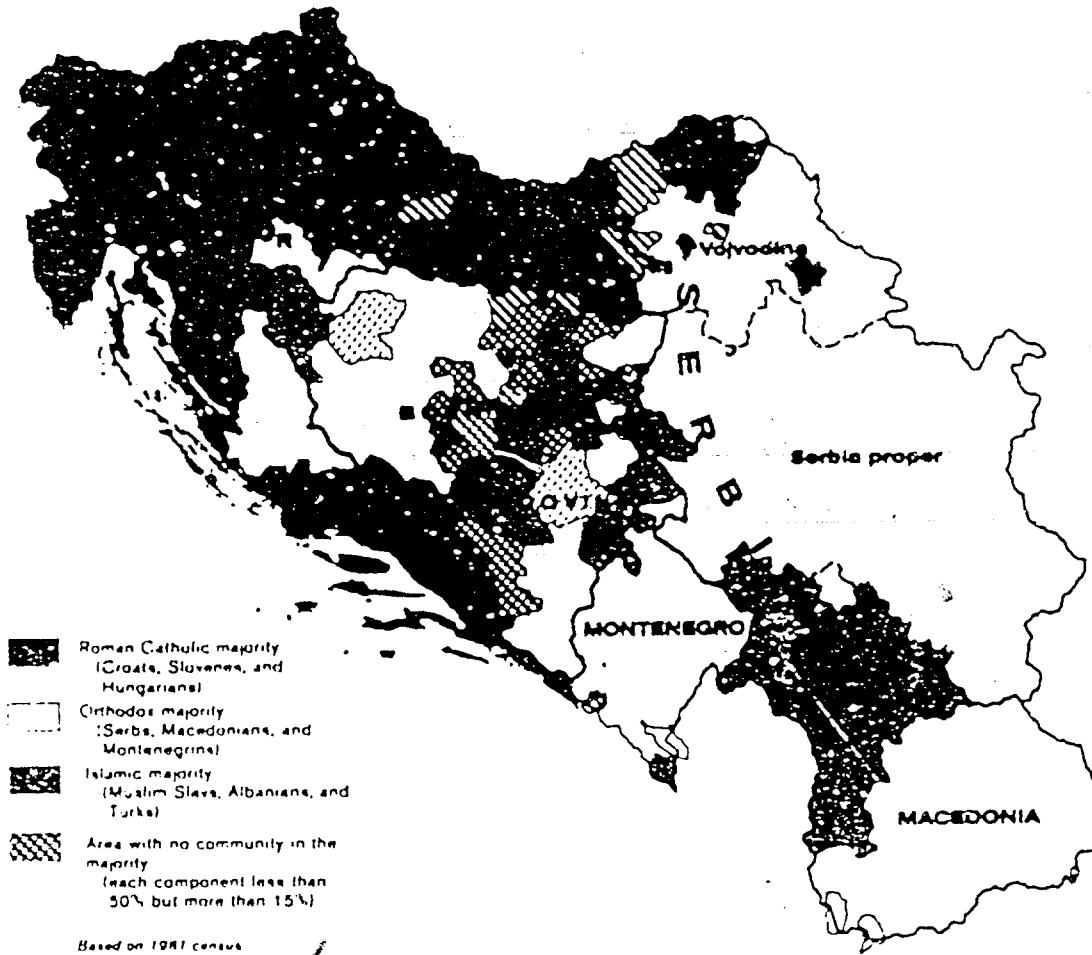 Vojvodina
S
E
R
B
Serbia proper
MONTENEGRO
MACEDONIA
Roman Catholic majority
(Croats, Slovenes, and
Hungarians)
Orthodox majority
(Serbs, Macedonians, and
Montenegrins)
Islamic majority
(Muslim Slavs, Albanians, and
Turks)
Area with no community in the
majority
(each component less than
50% but more than 15%)
Based on 1981 census